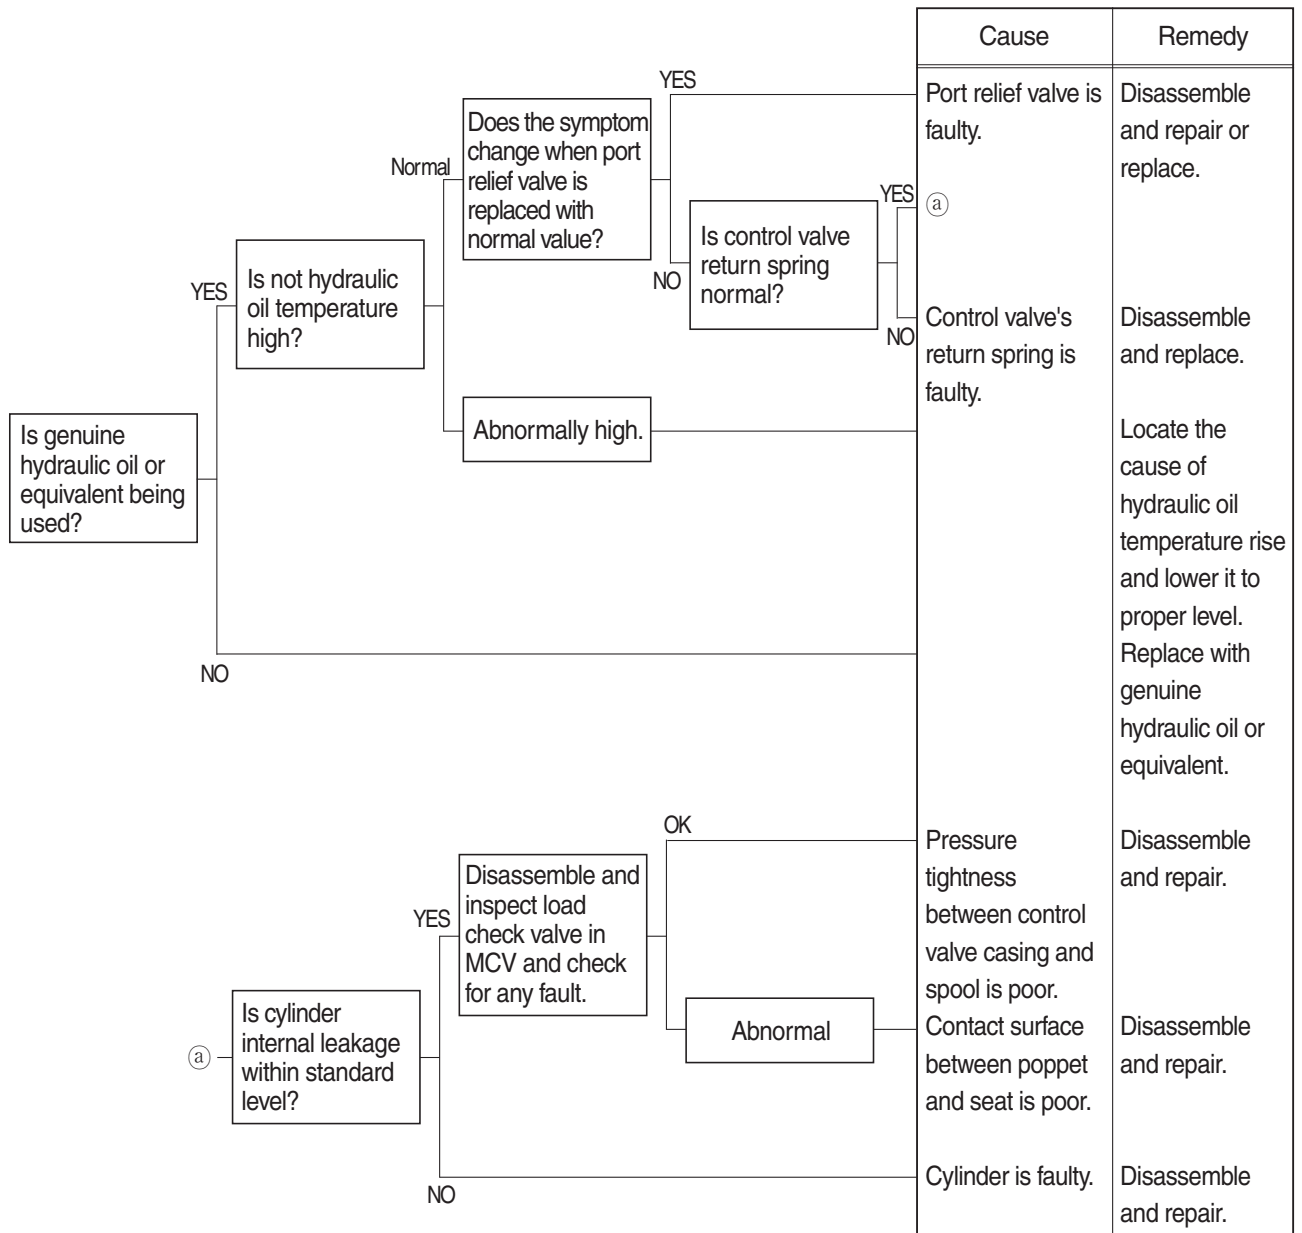 Cause
Remedy
YES
Port relief valve is
faulty.
Disassemble
and repair or
replace.
Does the symptom
change when port
relief valve is
replaced with
normal value?
Normal
YES
ⓐ
Is control valve
return spring
normal?
NO
NO
Control valve's
return spring is
faulty.
Disassemble
and replace.
YES
Is not hydraulic
oil temperature
high?
Abnormally high.
Locate the
cause of
hydraulic oil
temperature rise
and lower it to
proper level.
Is genuine
hydraulic oil or
equivalent being
used?
NO
Replace with
genuine
hydraulic oil or
equivalent.
OK
Pressure
tightness
between control
valve casing and
spool is poor.
Disassemble
and repair.
YES
Disassemble and
inspect load
check valve in
MCV and check
for any fault.
Abnormal
Contact surface
between poppet
and seat is poor.
Disassemble
and repair.
ⓐ
Is cylinder
internal leakage
within standard
level?
NO
Cylinder is faulty.
Disassemble
and repair.